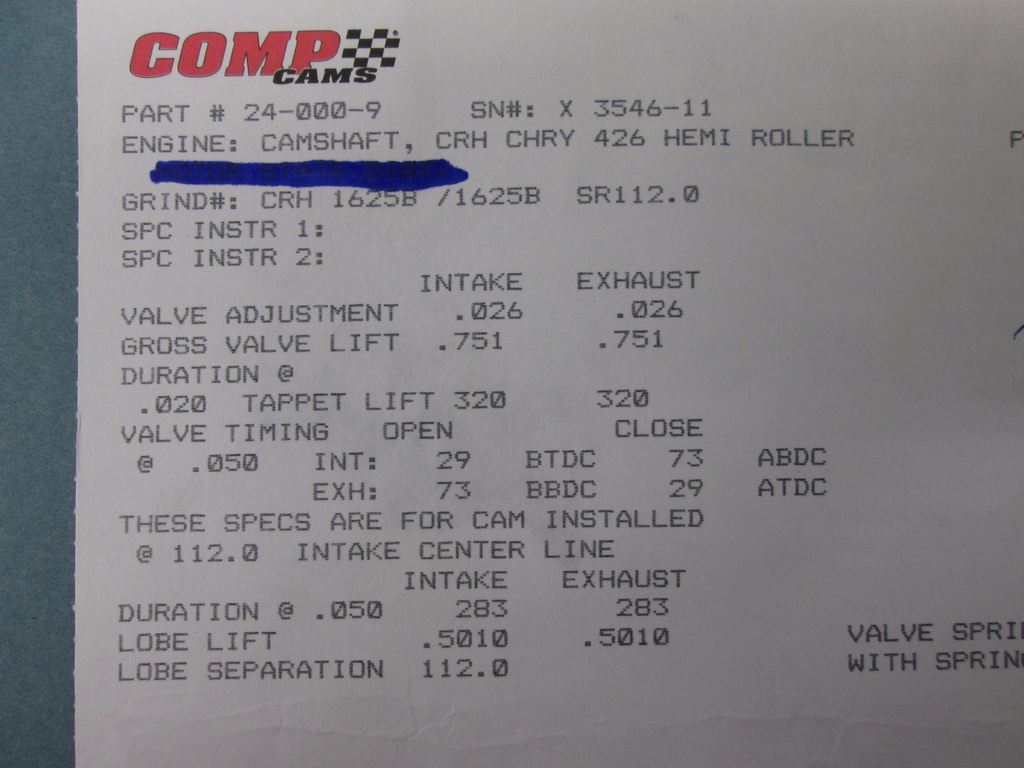 COMP
CAMS
PART # 24-000-9 SN#: X 3546-11
ENGINE: CAMSHAFT, CRH CHRY 426 HEMI ROLLER P
GRIND#: CRH 1625B /1625B SR112.0
SPC INSTR 1:
SPC INSTR 2:
INTAKE EXHAUST
VALVE ADJUSTMENT .026 .026
GROSS VALVE LIFT .751 .751
DURATION @
.020 TAPPET LIFT 320 320
VALVE TIMING OPEN CLOSE
@ .050 INT: 29 BTDC 73 ABDC
EXH: 73 BBDC 29 ATDC
THESE SPECS ARE FOR CAM INSTALLED
@ 112.0 INTAKE CENTER LINE
INTAKE EXHAUST
DURATION @ .050 283 283
LOBE LIFT .5010 .5010 VALVE SPRI
LOBE SEPARATION 112.0 WITH SPRIN